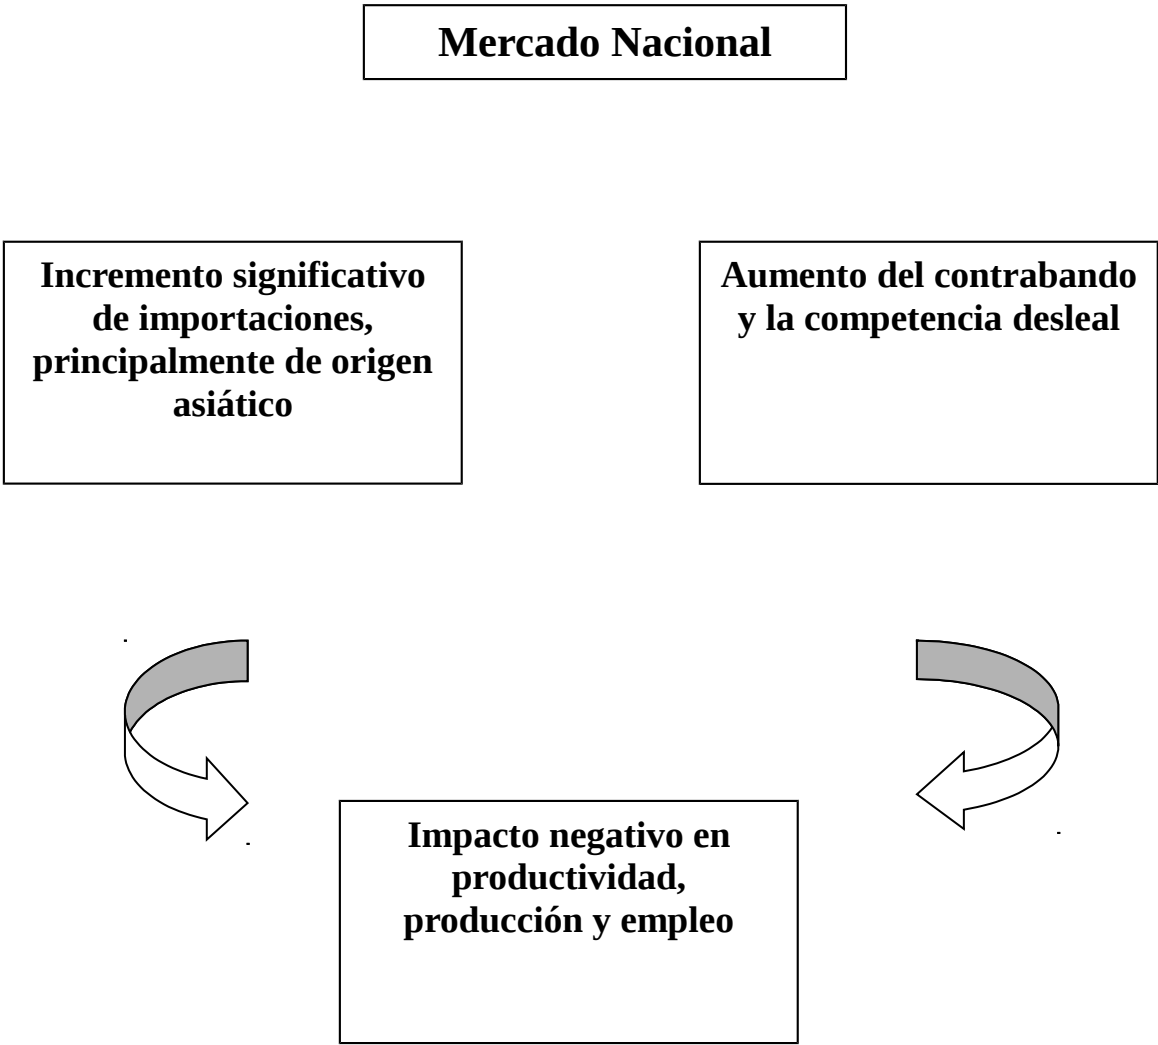 Mercado Nacional
Incremento significativo
de importaciones,
principalmente de origen
asiático
Aumento del contrabando
y la competencia desleal
Impacto negativo en
productividad,
producción y empleo